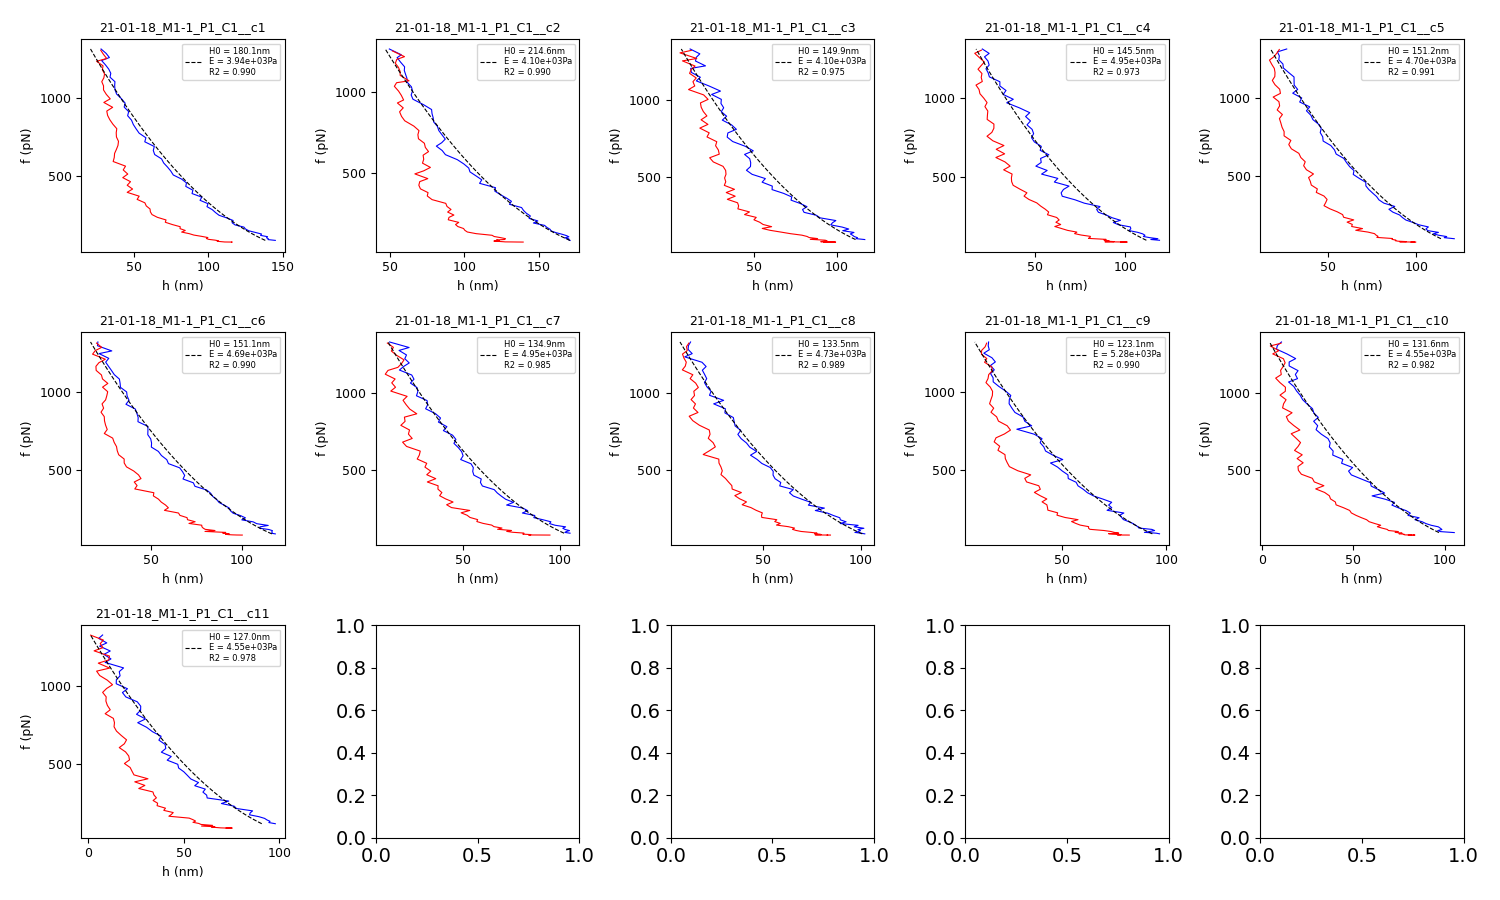 21-01-18_M1-1_P1_C1__c1
H0 = 180.1nm
E = 3.94e+03Pa
R2 = 0.990
1000
500
f (pN)
50 100 150
h (nm)
21-01-18_M1-1_P1_C1__c2
H0 = 214.6nm
E = 4.10e+03Pa
R2 = 0.990
1000
500
f (pN)
50 100 150
h (nm)
21-01-18_M1-1_P1_C1__c3
H0 = 149.9nm
E = 4.10e+03Pa
R2 = 0.975
1000
500
f (pN)
50 100
h (nm)
21-01-18_M1-1_P1_C1__c4
H0 = 145.5nm
E = 4.95e+03Pa
R2 = 0.973
1000
500
f (pN)
50 100
h (nm)
21-01-18_M1-1_P1_C1__c5
H0 = 151.2nm
E = 4.70e+03Pa
R2 = 0.991
1000
500
f (pN)
50 100
h (nm)
21-01-18_M1-1_P1_C1__c6
H0 = 151.1nm
E = 4.69e+03Pa
R2 = 0.990
1000
500
f (pN)
50 100
h (nm)
21-01-18_M1-1_P1_C1__c7
H0 = 134.9nm
E = 4.95e+03Pa
R2 = 0.985
1000
500
f (pN)
50 100
h (nm)
21-01-18_M1-1_P1_C1__c8
H0 = 133.5nm
E = 4.73e+03Pa
R2 = 0.989
1000
500
f (pN)
50 100
h (nm)
21-01-18_M1-1_P1_C1__c9
H0 = 123.1nm
E = 5.28e+03Pa
R2 = 0.990
1000
500
f (pN)
50 100
h (nm)
21-01-18_M1-1_P1_C1__c10
H0 = 131.6nm
E = 4.55e+03Pa
R2 = 0.982
1000
500
f (pN)
0 50 100
h (nm)
21-01-18_M1-1_P1_C1__c11
H0 = 127.0nm
E = 4.55e+03Pa
R2 = 0.978
1000
500
f (pN)
0 50 100
h (nm)
1.0
0.8
0.6
0.4
0.2
0.0
0.0 0.5 1.0
1.0
0.8
0.6
0.4
0.2
0.0
0.0 0.5 1.0
1.0
0.8
0.6
0.4
0.2
0.0
0.0 0.5 1.0
1.0
0.8
0.6
0.4
0.2
0.0
0.0 0.5 1.0